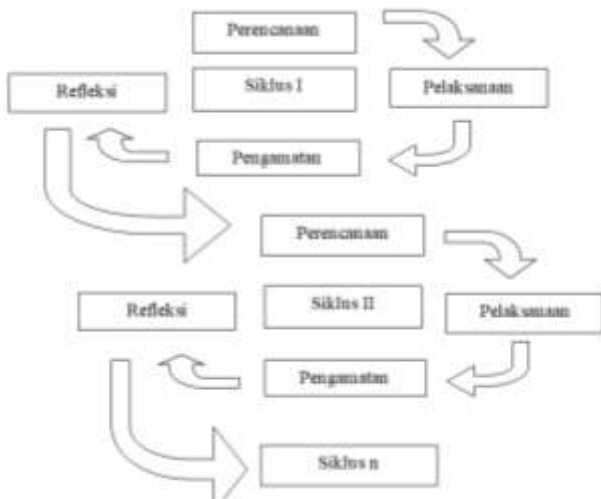 Perencanaan
Siklus I
Refleksi
Pelaksanaan
Pengamatan
Perencanaan
Siklus II
Refleksi
Pelaksanaan
Pengamatan
Siklus n